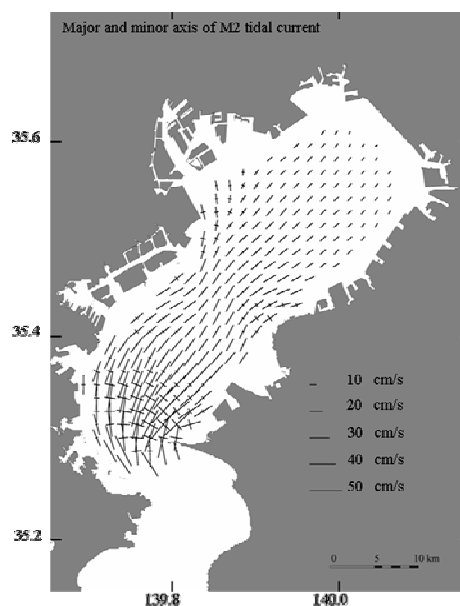 Major and minor axis of M2 tidal current
35.6
35.4
10 cm/s
20 cm/s
30 cm/s
40 cm/s
50 cm/s
35.2
0 5 10 km
139.8 140.0